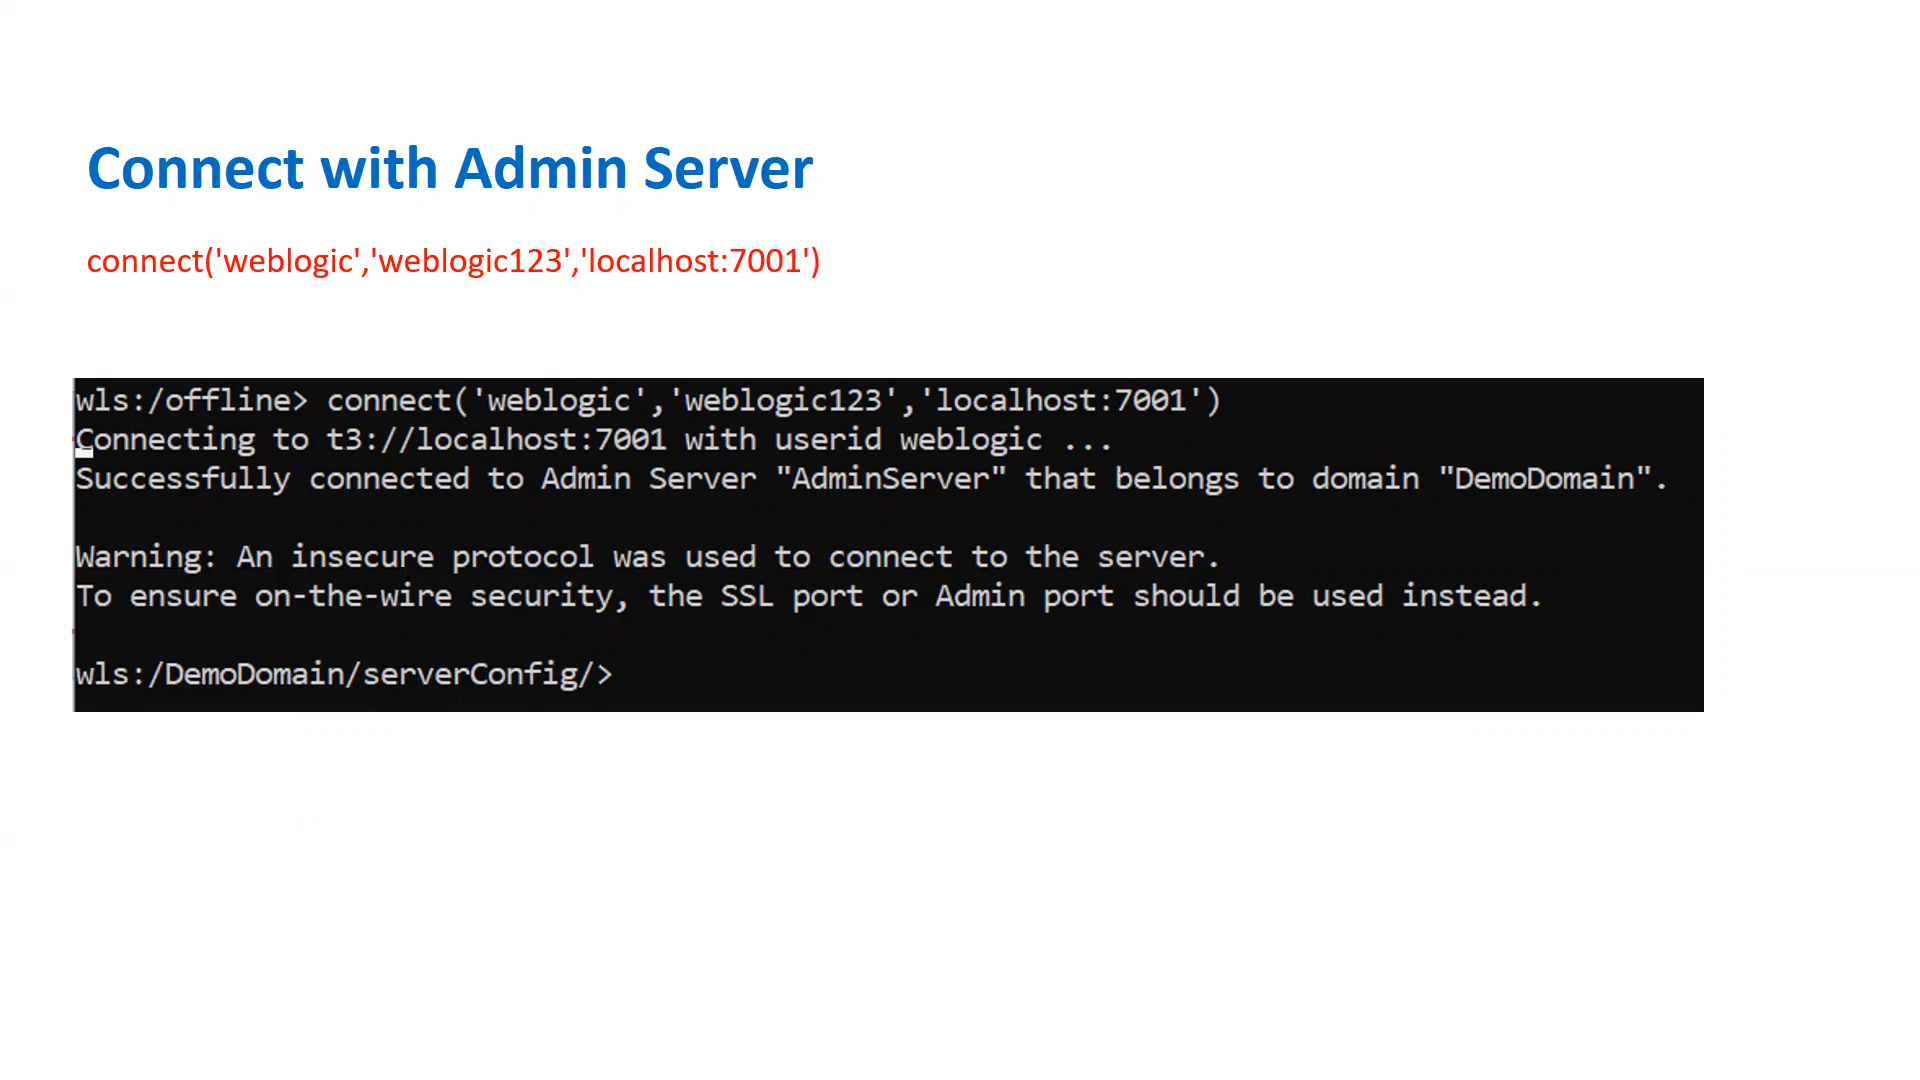 Connect with Admin Server
connect('weblogic','weblogic123','localhost:7001')
wls:/offline> connect('weblogic','weblogic123','localhost:7001')
Connecting to t3://localhost:7001 with userid weblogic ...
Successfully connected to Admin Server "AdminServer" that belongs to domain "DemoDomain".
Warning: An insecure protocol was used to connect to the server.
To ensure on-the-wire security, the SSL port or Admin port should be used instead.
wls:/DemoDomain/serverConfig/>